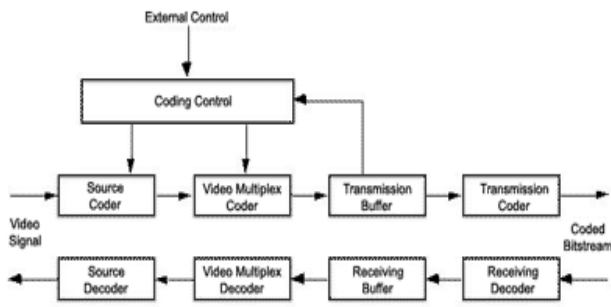 External Control
Coding Control
Source
Coder
Video Multiplex
Coder
Transmission
Buffer
Transmission
Coder
Video
Signal
Coded
Bitstream
Source
Decoder
Video Multiplex
Decoder
Receiving
Buffer
Receiving
Decoder